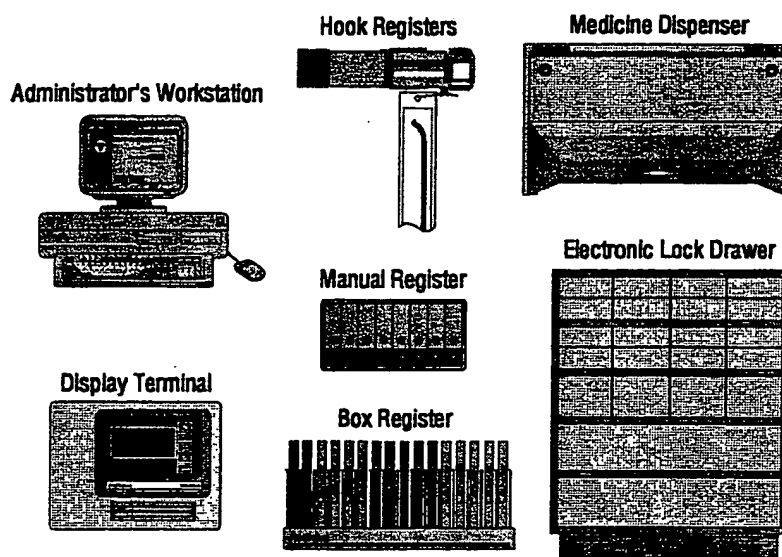 Hook Registers
Medicine Dispenser
Administrator's Workstation
Manual Register
Electronic Lock Drawer
Display Terminal
Box Register